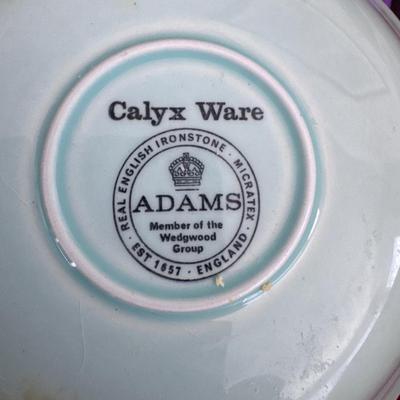 Calyx Ware
REAL ENGLISH IRONSTONE · MICRATEX
ADAMS
Member of the
Wedgwood
Group
EST 1657 · ENGLAND ·